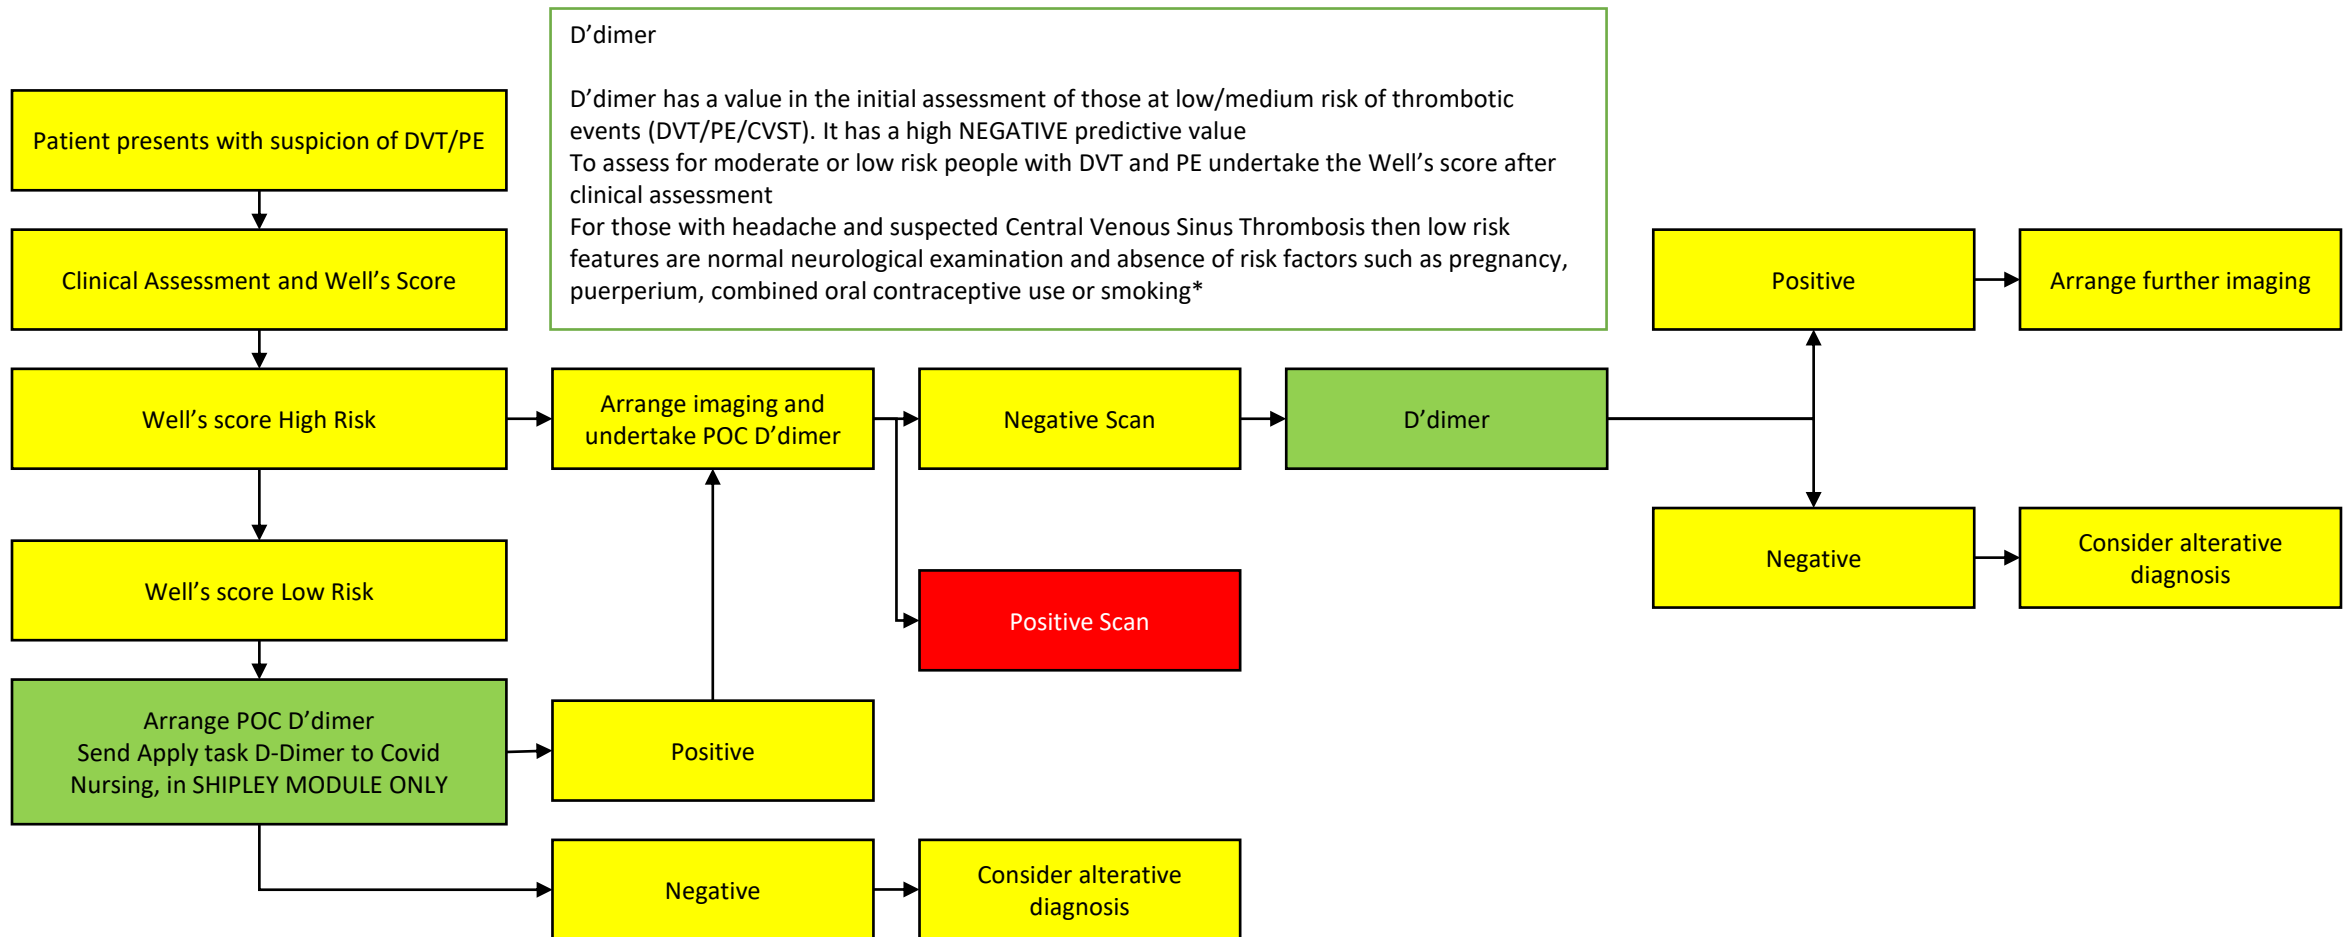 D’dimer
D’dimer has a value in the initial assessment of those at low/medium risk of thrombotic
events (DVT/PE/CVST). It has a high NEGATIVE predictive value
To assess for moderate or low risk people with DVT and PE undertake the Well’s score after
clinical assessment
For those with headache and suspected Central Venous Sinus Thrombosis then low risk
features are normal neurological examination and absence of risk factors such as pregnancy,
puerperium, combined oral contraceptive use or smoking*
Patient presents with suspicion of DVT/PE
Clinical Assessment and Well’s Score
Well’s score High Risk
Arrange imaging and
undertake POC D’dimer
Negative Scan
D’dimer
Positive
Arrange further imaging
Negative
Consider alterative
diagnosis
Positive Scan
Well’s score Low Risk
Arrange POC D’dimer
Send Apply task D-Dimer to Covid
Nursing, in SHIPLEY MODULE ONLY
Positive
Negative
Consider alterative
diagnosis